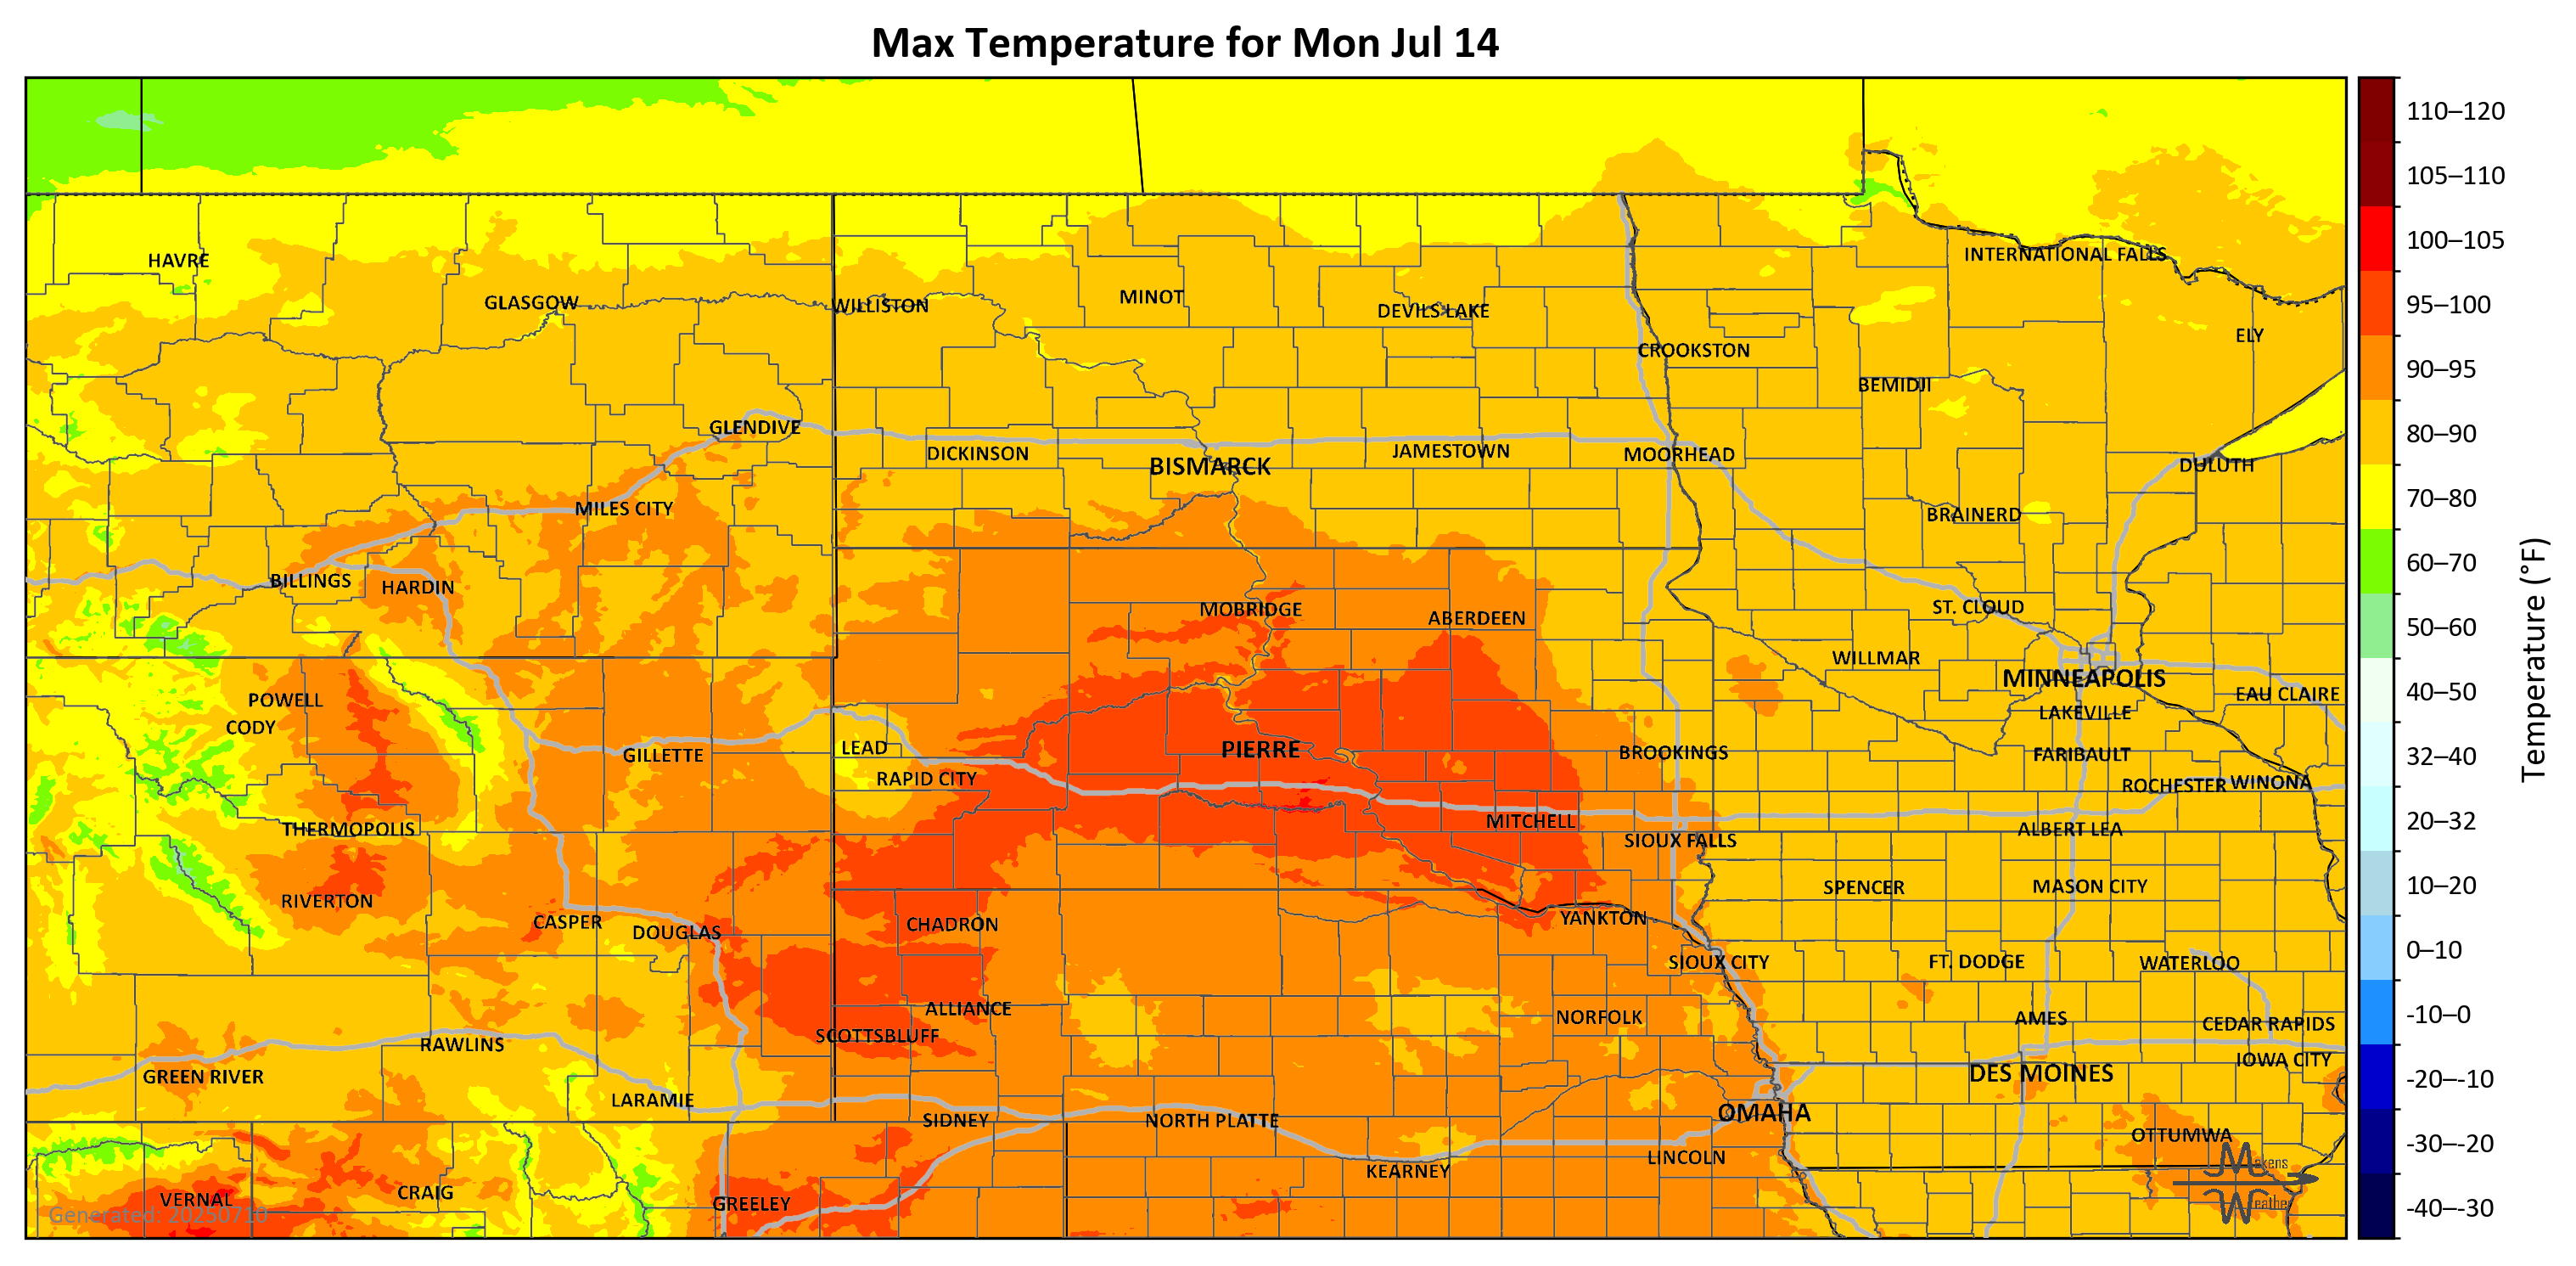 Max Temperature for Mon Jul 14
110–120
105–110
100–105
95–100
90–95
80–90
70–80
60–70
50–60
40–50
32–40
20–32
10–20
0–10
-10–0
-20–-10
-30–-20
-40–-30
Temperature (°F)
HAVRE
INTERNATIONAL FALLS
GLASGOW
WILLISTON
MINOT
DEVILS LAKE
ELY
CROOKSTON
BEMIDJI
GLENDIVE
DICKINSON
BISMARCK
JAMESTOWN
MOORHEAD
DULUTH
MILES CITY
BRAINERD
BILLINGS
HARDIN
MOBRIDGE
ABERDEEN
ST. CLOUD
WILLMAR
MINNEAPOLIS
POWELL
EAU CLAIRE
CODY
LAKEVILLE
GILLETTE
LEAD
PIERRE
BROOKINGS
FARIBAULT
RAPID CITY
ROCHESTER
WINONA
THERMOPOLIS
MITCHELL
SIOUX FALLS
ALBERT LEA
RIVERTON
SPENCER
MASON CITY
CASPER
DOUGLAS
CHADRON
YANKTON
SIOUX CITY
FT. DODGE
WATERLOO
ALLIANCE
NORFOLK
AMES
CEDAR RAPIDS
SCOTTSBLUFF
RAWLINS
IOWA CITY
GREEN RIVER
DES MOINES
LARAMIE
SIDNEY
NORTH PLATTE
OMAHA
OTTUMWA
LINCOLN
KEARNEY
VERNAL
CRAIG
GREELEY
Generated: 20250710
Makens
Weather